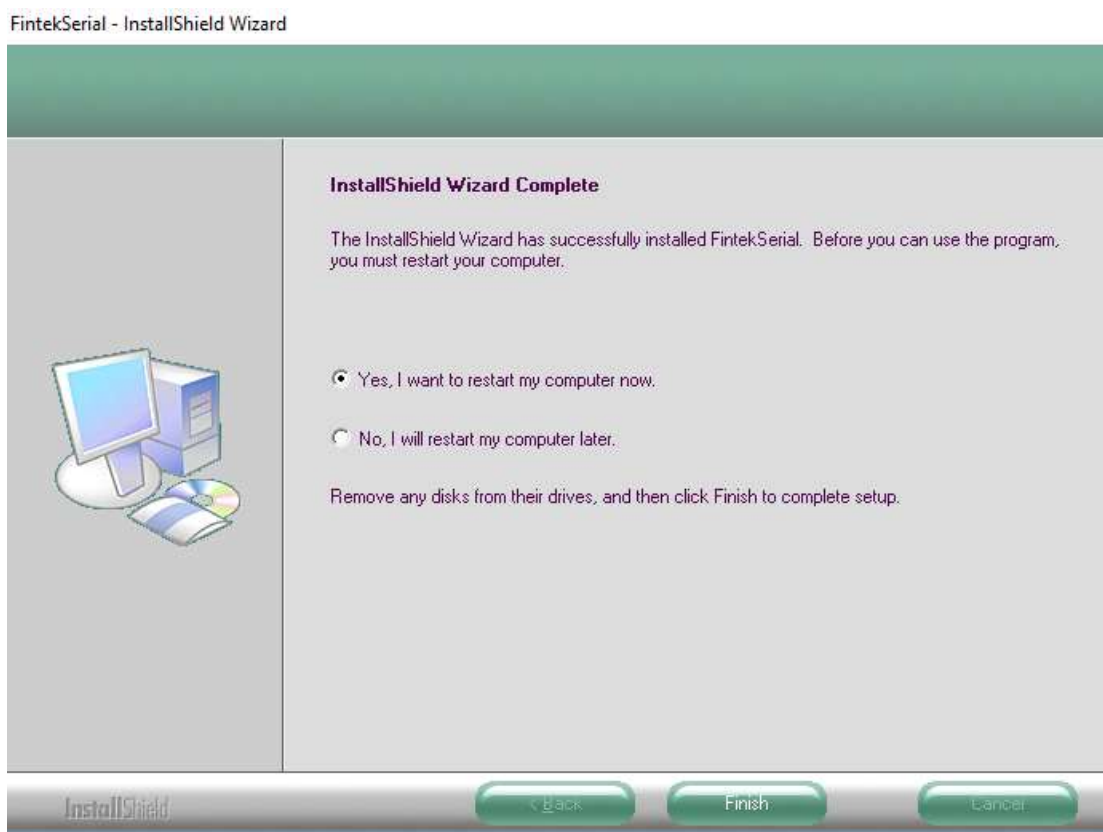 FintekSerial - InstallShield Wizard
InstallShield Wizard Complete
The InstallShield Wizard has successfully installed FintekSerial. Before you can use the program,
you must restart your computer.
Yes, I want to restart my computer now.
No, I will restart my computer later.
Remove any disks from their drives, and then click Finish to complete setup.
InstallShield
< Back
Finish
Cancel